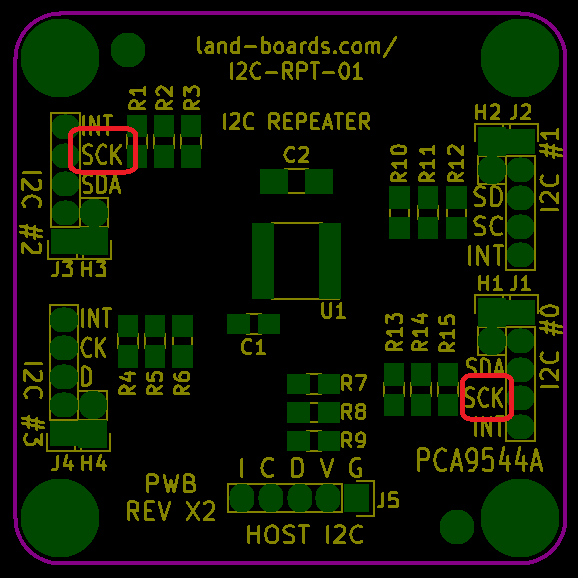 land-boards.com/
I2C-RPT-01
R1
R2
R3
I2C REPEATER
H2
J2
INT
SCK
SDA
I2C #2
J3
H3
C2
R10
R11
R12
SD
SC
INT
I2C #1
U1
C1
INT
CK
D
I2C #3
J4
H4
R4
R5
R6
H1
J1
R13
R14
R15
SDA
SCK
INT
I2C #0
R7
R8
R9
PCA9544A
PWB
REV X2
I C D V G
J5
HOST I2C